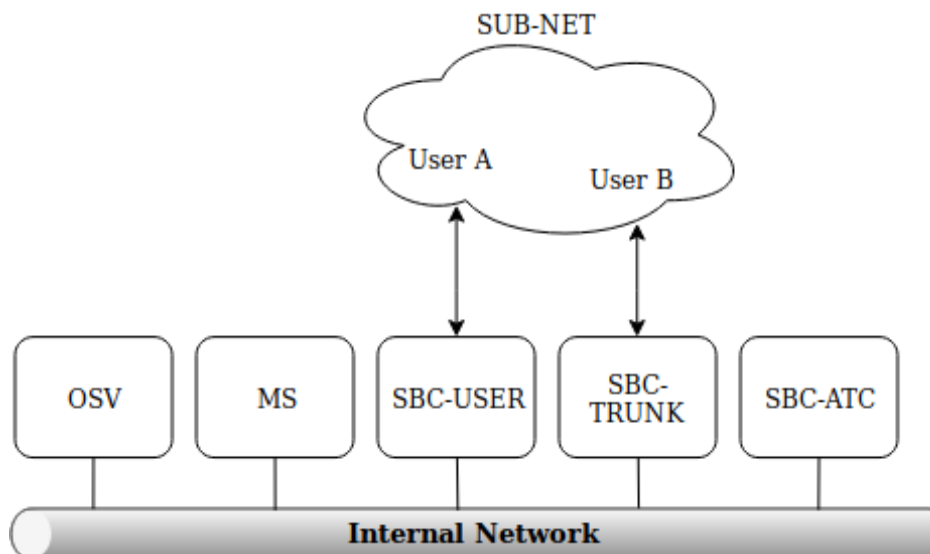 SUB-NET
User A
User B
OSV
MS
SBC-USER
SBC-
TRUNK
SBC-ATC
Internal Network